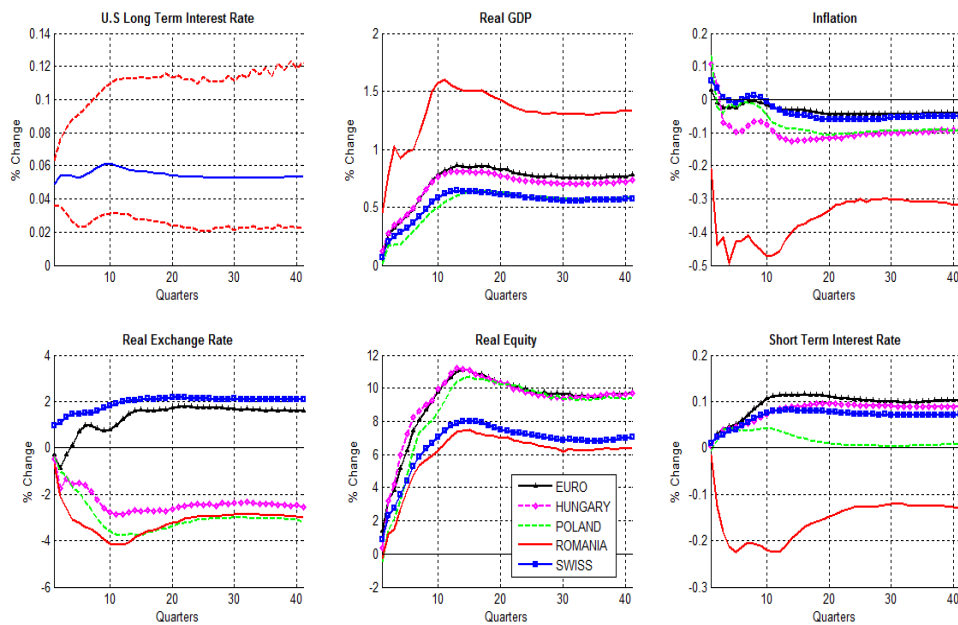 U.S Long Term Interest Rate
% Change
0.14
0.12
0.1
0.08
0.06
0.04
0.02
0
10
20
30
40
Quarters
Real GDP
% Change
2
1.5
1
0.5
0
10
20
30
40
Quarters
Inflation
% Change
0.2
0.1
0
-0.1
-0.2
-0.3
-0.4
-0.5
10
20
30
40
Quarters
Real Exchange Rate
% Change
4
2
0
-2
-4
-6
10
20
30
40
Quarters
Real Equity
% Change
12
10
8
6
4
2
0
-2
10
20
30
40
Quarters
EURO
HUNGARY
POLAND
ROMANIA
SWISS
Short Term Interest Rate
% Change
0.2
0.1
0
-0.1
-0.2
-0.3
10
20
30
40
Quarters